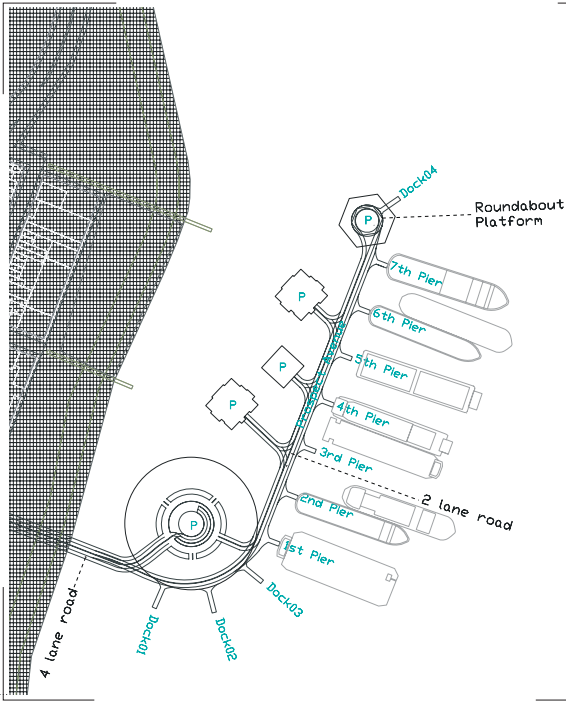 Dock04
P
Roundabout
Platform
7th Pier
P
6th Pier
P
5th Pier
P
4th Pier
3rd Pier
2 lane road
2nd Pier
P
1st Pier
Dock03
Dock02
Dock01
4 lane road